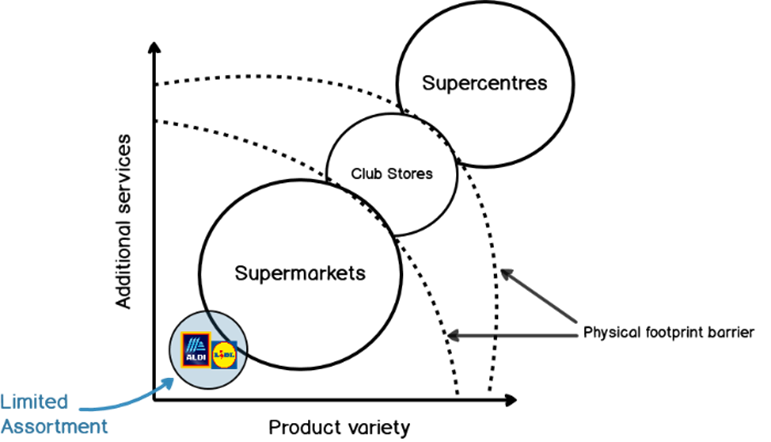 Supercentres
Club Stores
Additional services
Supermarkets
Physical footprint barrier
ALDI
LIDL
Limited
Assortment
Product variety